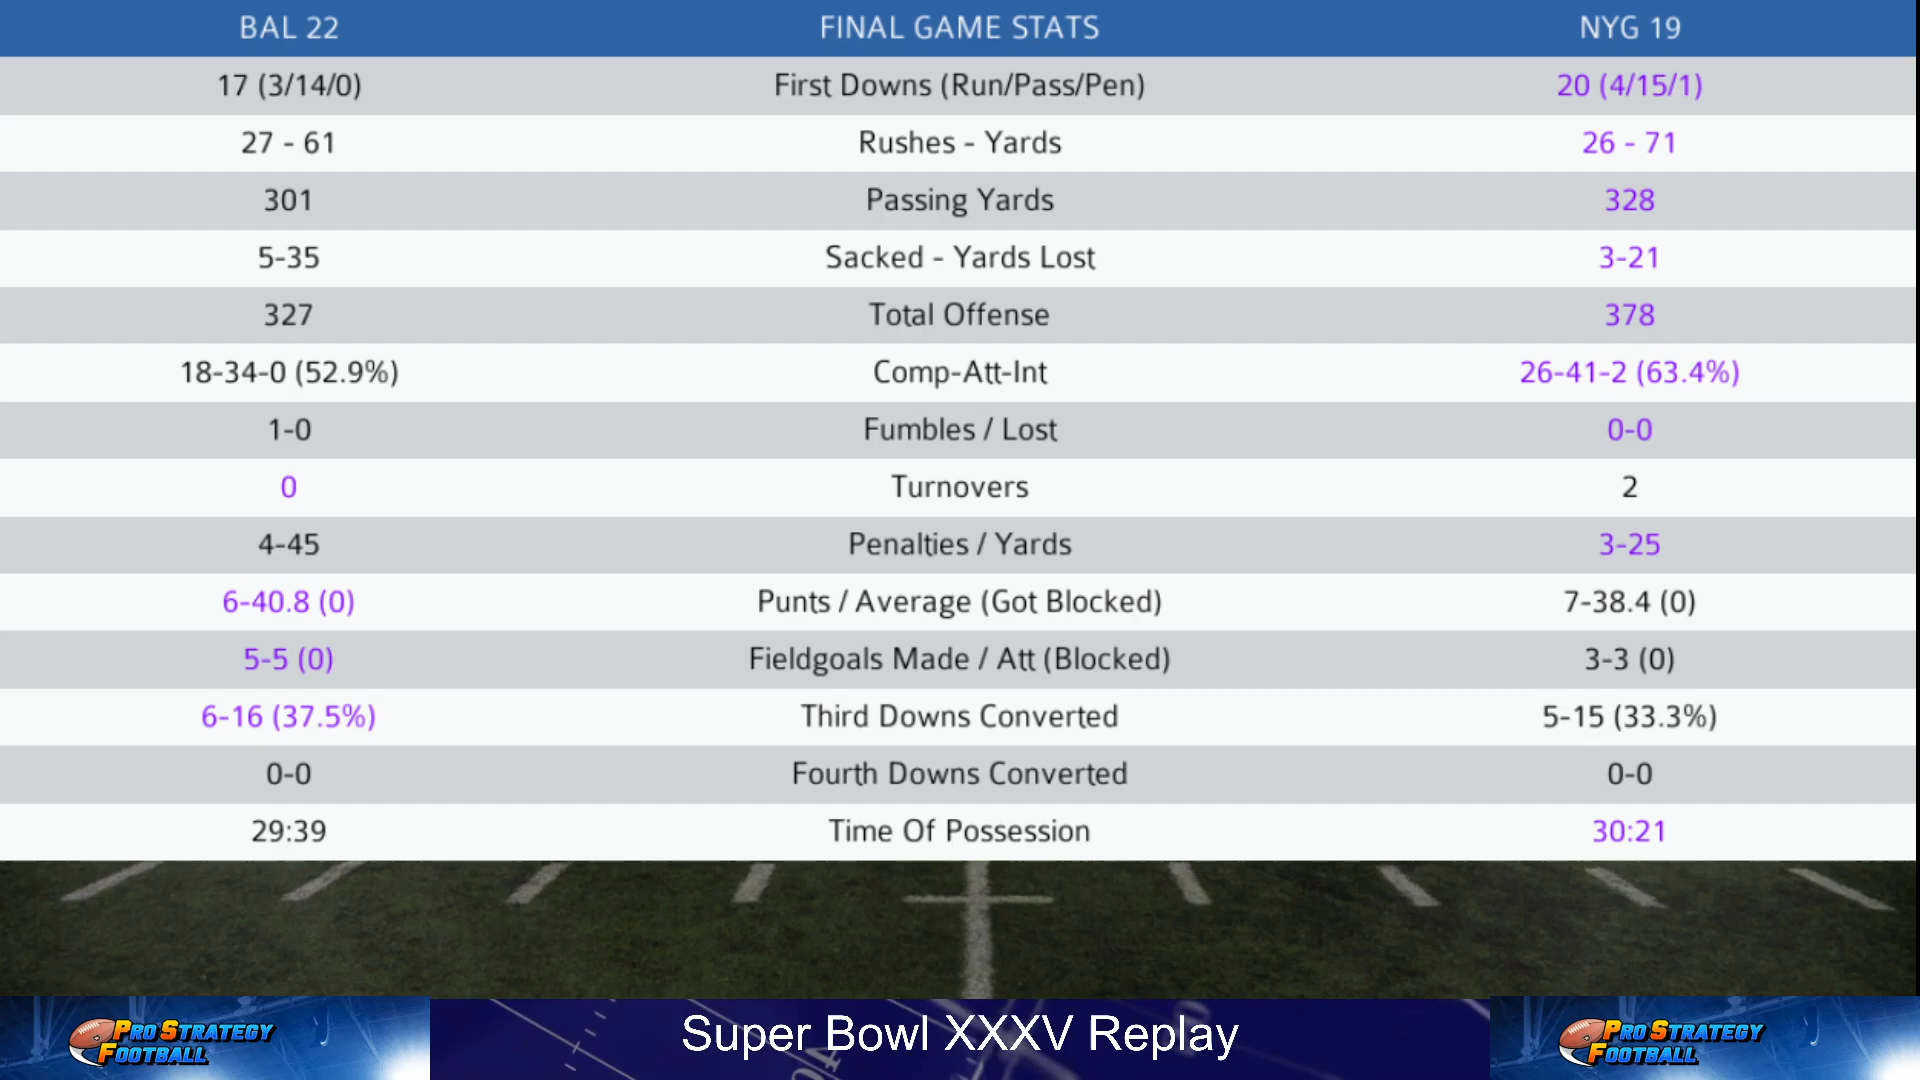 BAL 22 FINAL GAME STATS NYG 19
17 (3/14/0) First Downs (Run/Pass/Pen) 20 (4/15/1)
27 - 61 Rushes - Yards 26 - 71
301 Passing Yards 328
5-35 Sacked - Yards Lost 3-21
327 Total Offense 378
18-34-0 (52.9%) Comp-Att-Int 26-41-2 (63.4%)
1-0 Fumbles / Lost 0-0
0 Turnovers 2
4-45 Penalties / Yards 3-25
6-40.8 (0) Punts / Average (Got Blocked) 7-38.4 (0)
5-5 (0) Fieldgoals Made / Att (Blocked) 3-3 (0)
6-16 (37.5%) Third Downs Converted 5-15 (33.3%)
0-0 Fourth Downs Converted 0-0
29:39 Time Of Possession 30:21
PRO STRATEGY
FOOTBALL
Super Bowl XXXV Replay
PRO STRATEGY
FOOTBALL